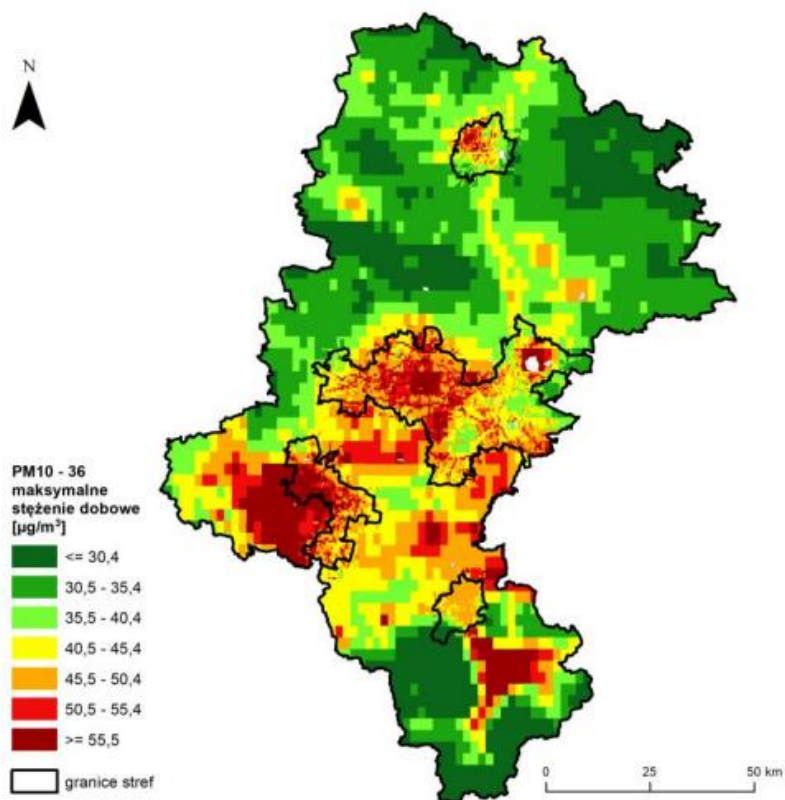 N
PM10 - 36
maksymalne
stężenie dobowe
[µg/m³]
<= 30,4
30,5 - 35,4
35,5 - 40,4
40,5 - 45,4
45,5 - 50,4
50,5 - 55,4
>= 55,5
granice stref
0 25 50 km